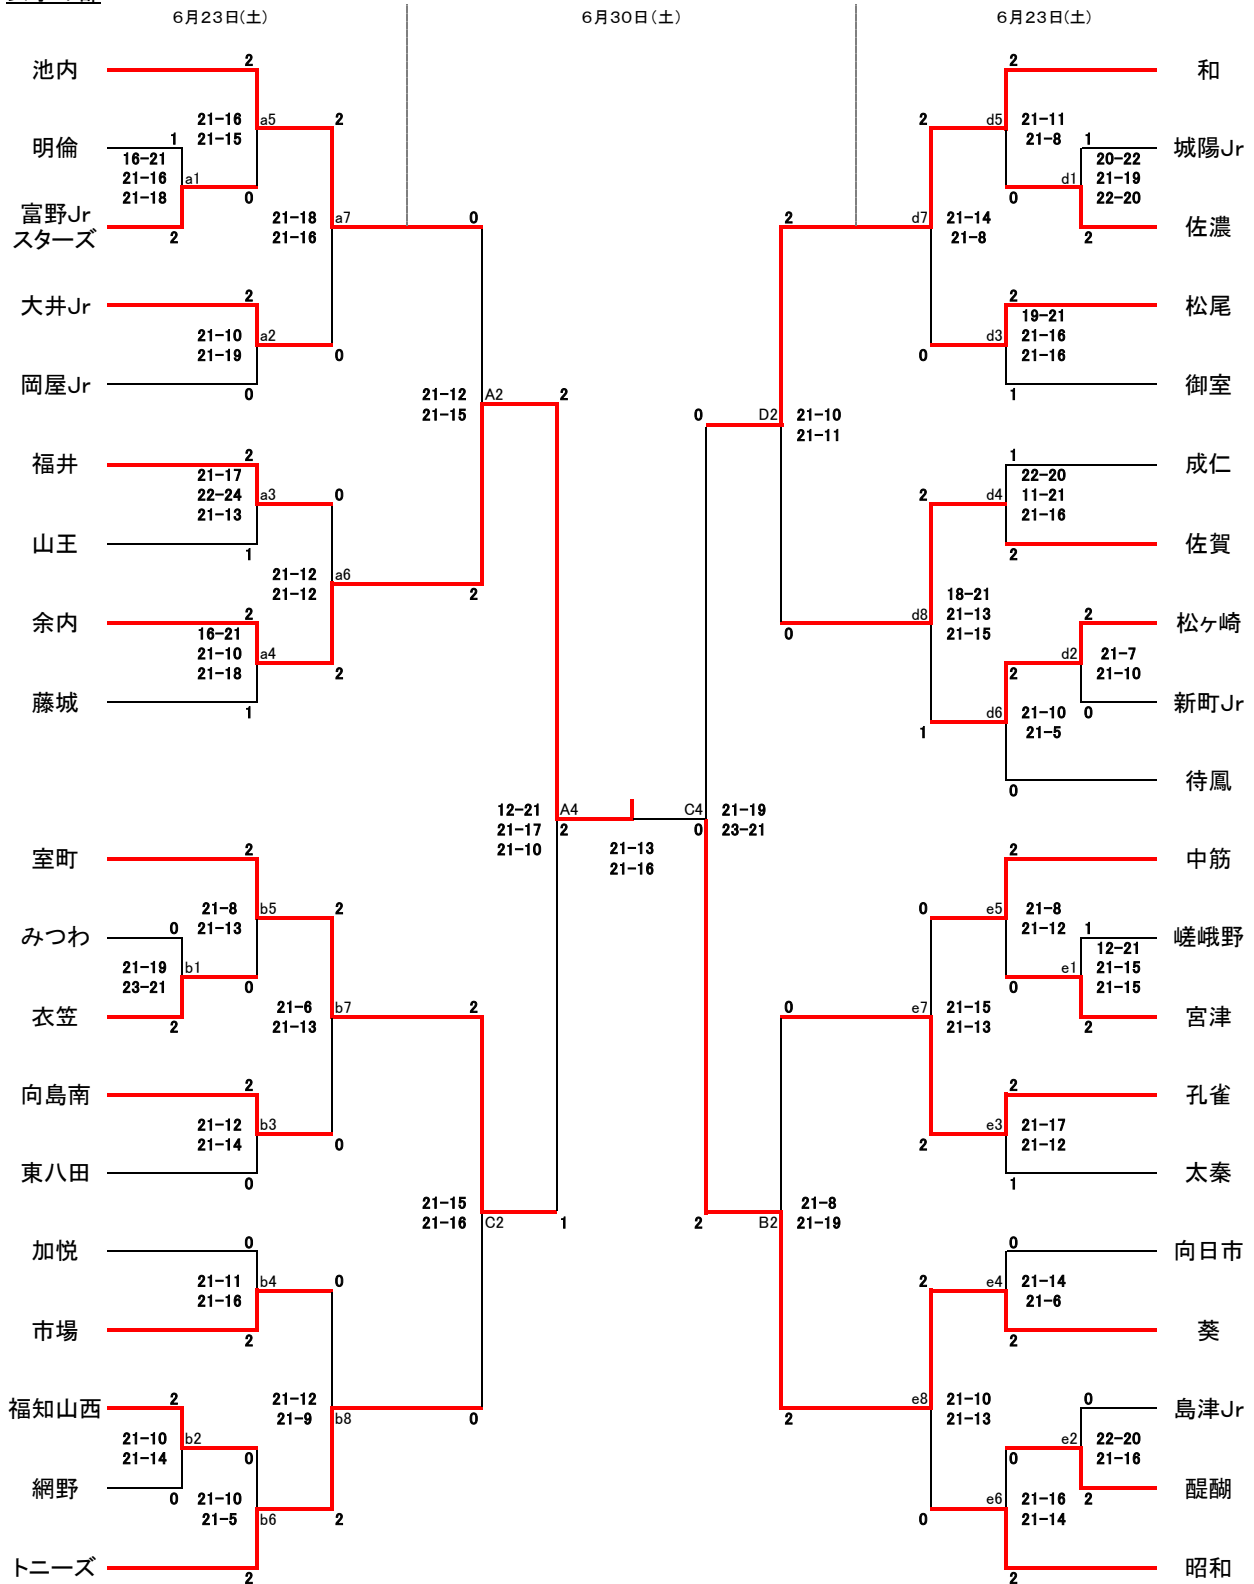 6月23日(土)
6月30日(土)
6月23日(土)
池内
2
21-16
21-15
a5
2
明倫
1
16-21
21-16
21-18
a1
0
富野Jr
スターズ
2
21-18
21-16
a7
0
大井Jr
2
21-10
21-19
a2
0
岡屋Jr
0
21-12
21-15
A2
2
福井
2
21-17
22-24
21-13
a3
0
山王
1
21-12
21-12
a6
2
余内
2
16-21
21-10
21-18
a4
2
藤城
1
12-21
21-17
21-10
A4
2
21-13
21-16
室町
2
21-8
21-13
b5
2
みつわ
0
21-19
23-21
b1
0
衣笠
2
21-6
21-13
b7
2
向島南
2
21-12
21-14
b3
0
東八田
0
21-15
21-16
C2
1
加悦
0
21-11
21-16
b4
0
市場
2
福知山西
2
21-10
21-14
b2
0
21-12
21-9
b8
0
網野
0
21-10
21-5
b6
2
トニーズ
2
和
2
2
d5
21-11
21-8
城陽Jr
1
d1
20-22
21-19
22-20
0
佐濃
2
2
d7
21-14
21-8
松尾
2
d3
19-21
21-16
21-16
0
御室
1
0
D2
21-10
21-11
成仁
1
2
d4
22-20
11-21
21-16
佐賀
2
0
d8
18-21
21-13
21-15
松ヶ崎
2
d2
21-7
21-10
2
新町Jr
0
1
d6
21-10
21-5
待鳳
0
C4
0
21-19
23-21
中筋
2
0
e5
21-8
21-12
嵯峨野
1
e1
12-21
21-15
21-15
0
宮津
2
0
e7
21-15
21-13
孔雀
2
2
e3
21-17
21-12
太秦
1
2
B2
21-8
21-19
向日市
0
2
e4
21-14
21-6
葵
2
2
e8
21-10
21-13
島津Jr
0
e2
22-20
21-16
0
醍醐
2
0
e6
21-16
21-14
昭和
2